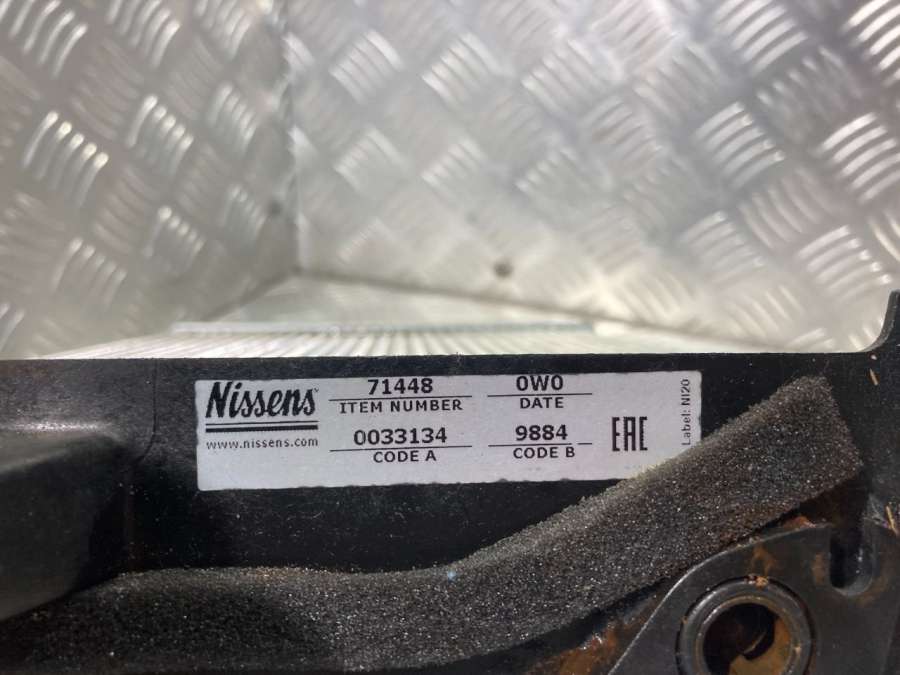 Nissens
www.nissens.com
71448
ITEM NUMBER
0W0
DATE
0033134
CODE A
9884
CODE B
EAC
Label: NI20